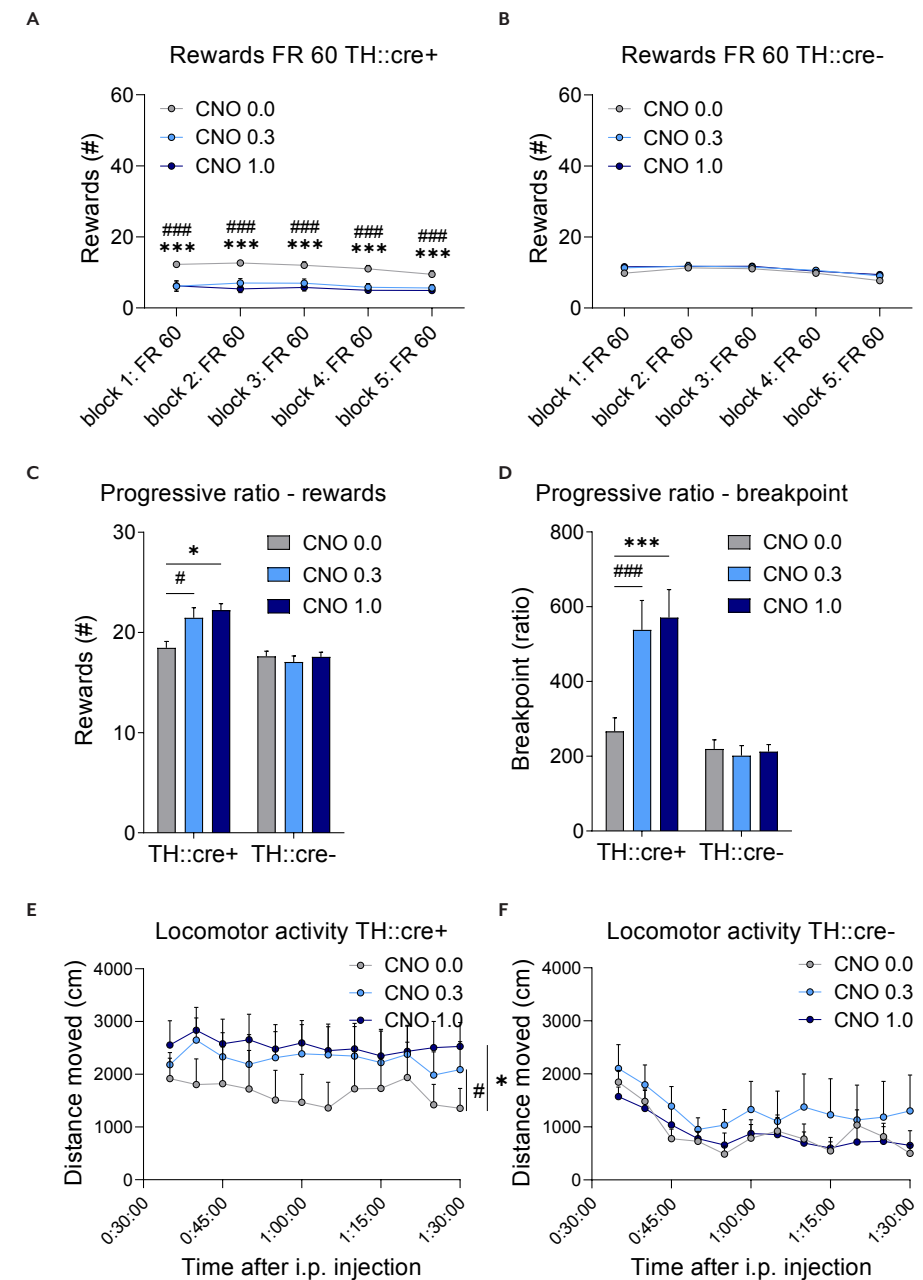 A
Rewards FR 60 TH::cre+
Rewards (#)
60
40
20
0
CNO 0.0
CNO 0.3
CNO 1.0
### ### ### ### ###
*** *** *** *** ***
block 1: FR 60
block 2: FR 60
block 3: FR 60
block 4: FR 60
block 5: FR 60
B
Rewards FR 60 TH::cre-
Rewards (#)
60
40
20
0
CNO 0.0
CNO 0.3
CNO 1.0
block 1: FR 60
block 2: FR 60
block 3: FR 60
block 4: FR 60
block 5: FR 60
C
Progressive ratio - rewards
Rewards (#)
30
20
10
0
*
#
CNO 0.0
CNO 0.3
CNO 1.0
TH::cre+ TH::cre-
D
Progressive ratio - breakpoint
Breakpoint (ratio)
800
600
400
200
0
***
###
CNO 0.0
CNO 0.3
CNO 1.0
TH::cre+ TH::cre-
E
Locomotor activity TH::cre+
Distance moved (cm)
4000
3000
2000
1000
0
CNO 0.0
CNO 0.3
CNO 1.0
# *
0:30:00
0:45:00
1:00:00
1:15:00
1:30:00
Time after i.p. injection
F
Locomotor activity TH::cre-
Distance moved (cm)
4000
3000
2000
1000
0
CNO 0.0
CNO 0.3
CNO 1.0
0:30:00
0:45:00
1:00:00
1:15:00
1:30:00
Time after i.p. injection